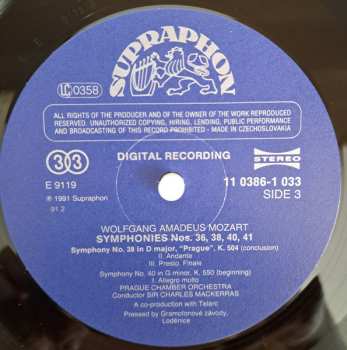 SUPRAPHON
LC 0358
ALL RIGHTS OF THE PRODUCER AND OF THE OWNER OF THE WORK REPRODUCED
RESERVED. UNAUTHORIZED COPYING, HIRING, LENDING, PUBLIC PERFORMANCE
AND BROADCASTING OF THIS RECORD PROHIBITED - MADE IN CZECHOSLOVAKIA
33 DIGITAL RECORDING STEREO
E 9119 11 0386-1 033
℗ 1991 Supraphon SIDE 3
91 2
WOLFGANG AMADEUS MOZART
SYMPHONIES Nos. 36, 38, 40, 41
Symphony No. 38 in D major, "Prague", K. 504 (conclusion)
II. Andante
III. Presto. Finale
Symphony No. 40 in G minor, K. 550 (beginning)
I. Allegro molto
PRAGUE CHAMBER ORCHESTRA
Conductor SIR CHARLES MACKERRAS
A co-production with Telarc
Pressed by Gramofonové závody,
Loděnice